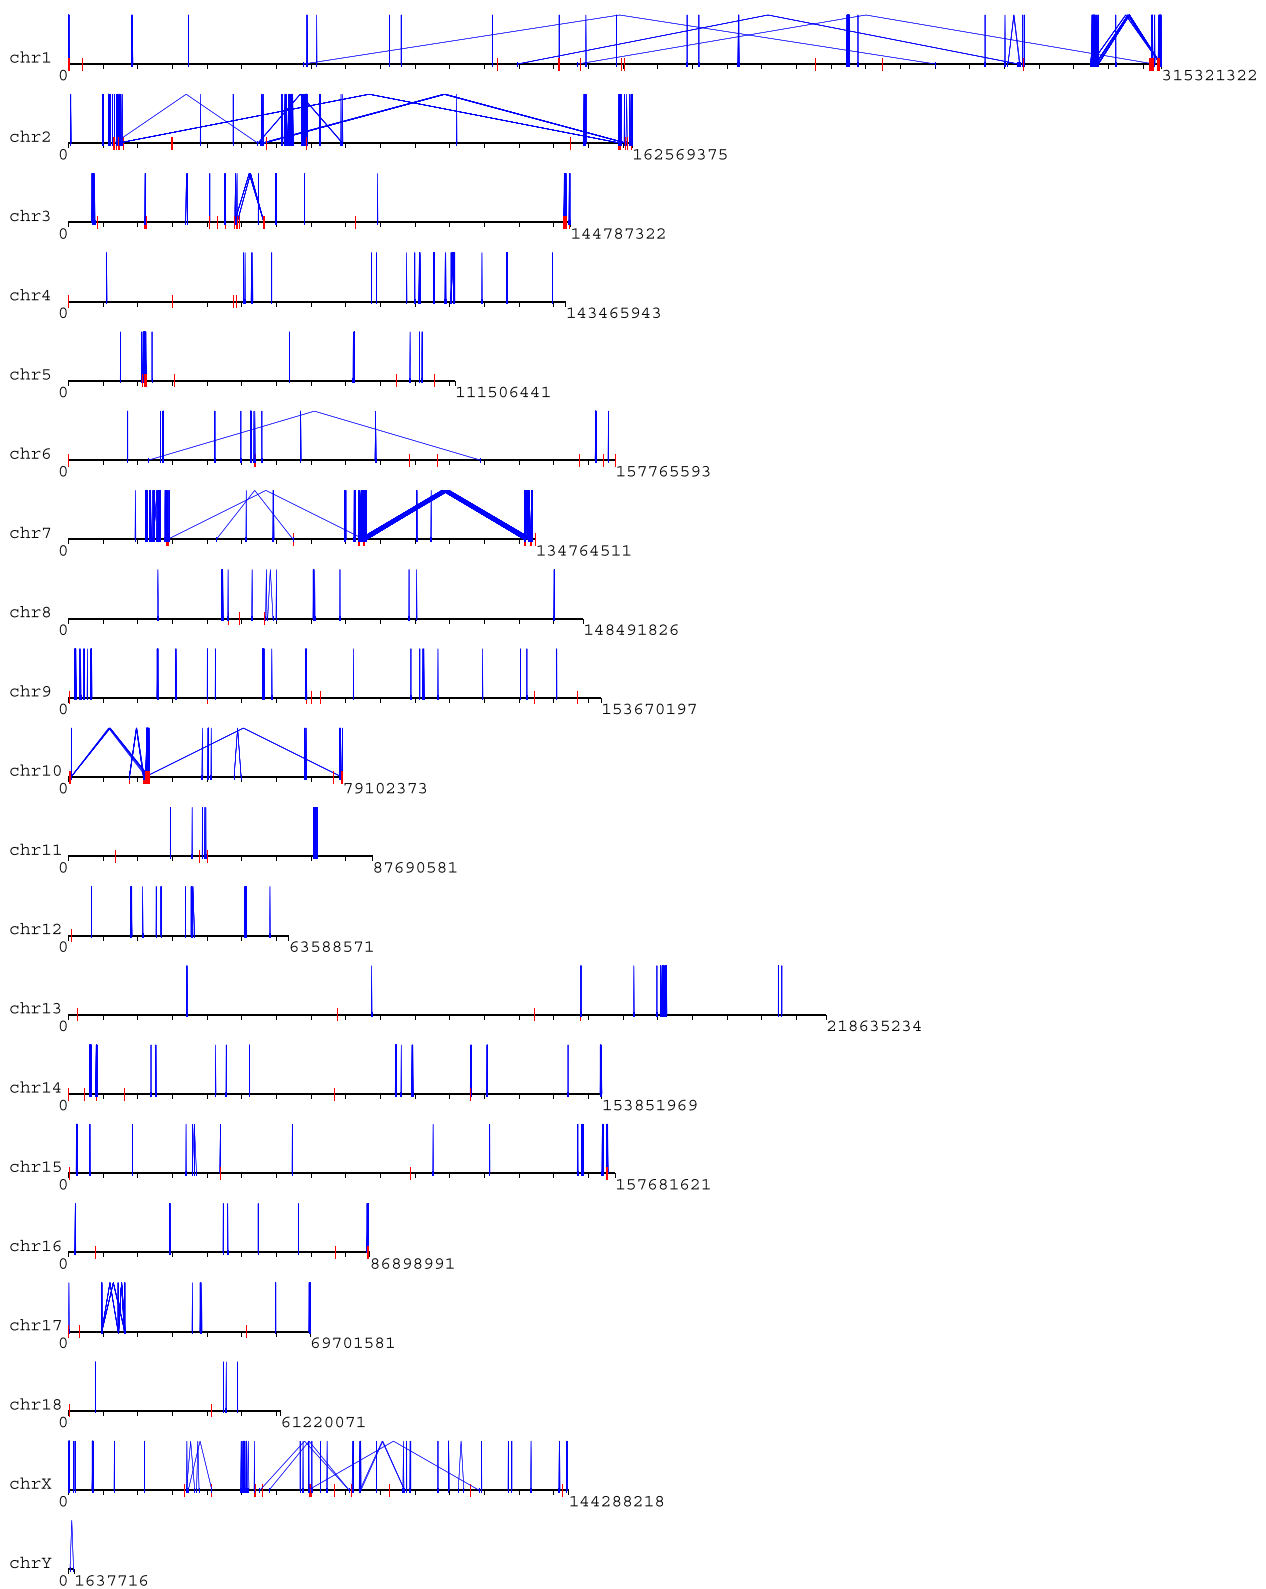 chr1
0 315321322
chr2
0 162569375
chr3
0 144787322
chr4
0 143465943
chr5
0 111506441
chr6
0 157765593
chr7
0 134764511
chr8
0 148491826
chr9
0 153670197
chr10
0 79102373
chr11
0 87690581
chr12
0 63588571
chr13
0 218635234
chr14
0 153851969
chr15
0 157681621
chr16
0 86898991
chr17
0 69701581
chr18
0 61220071
chrX
0 144288218
chrY
0 1637716